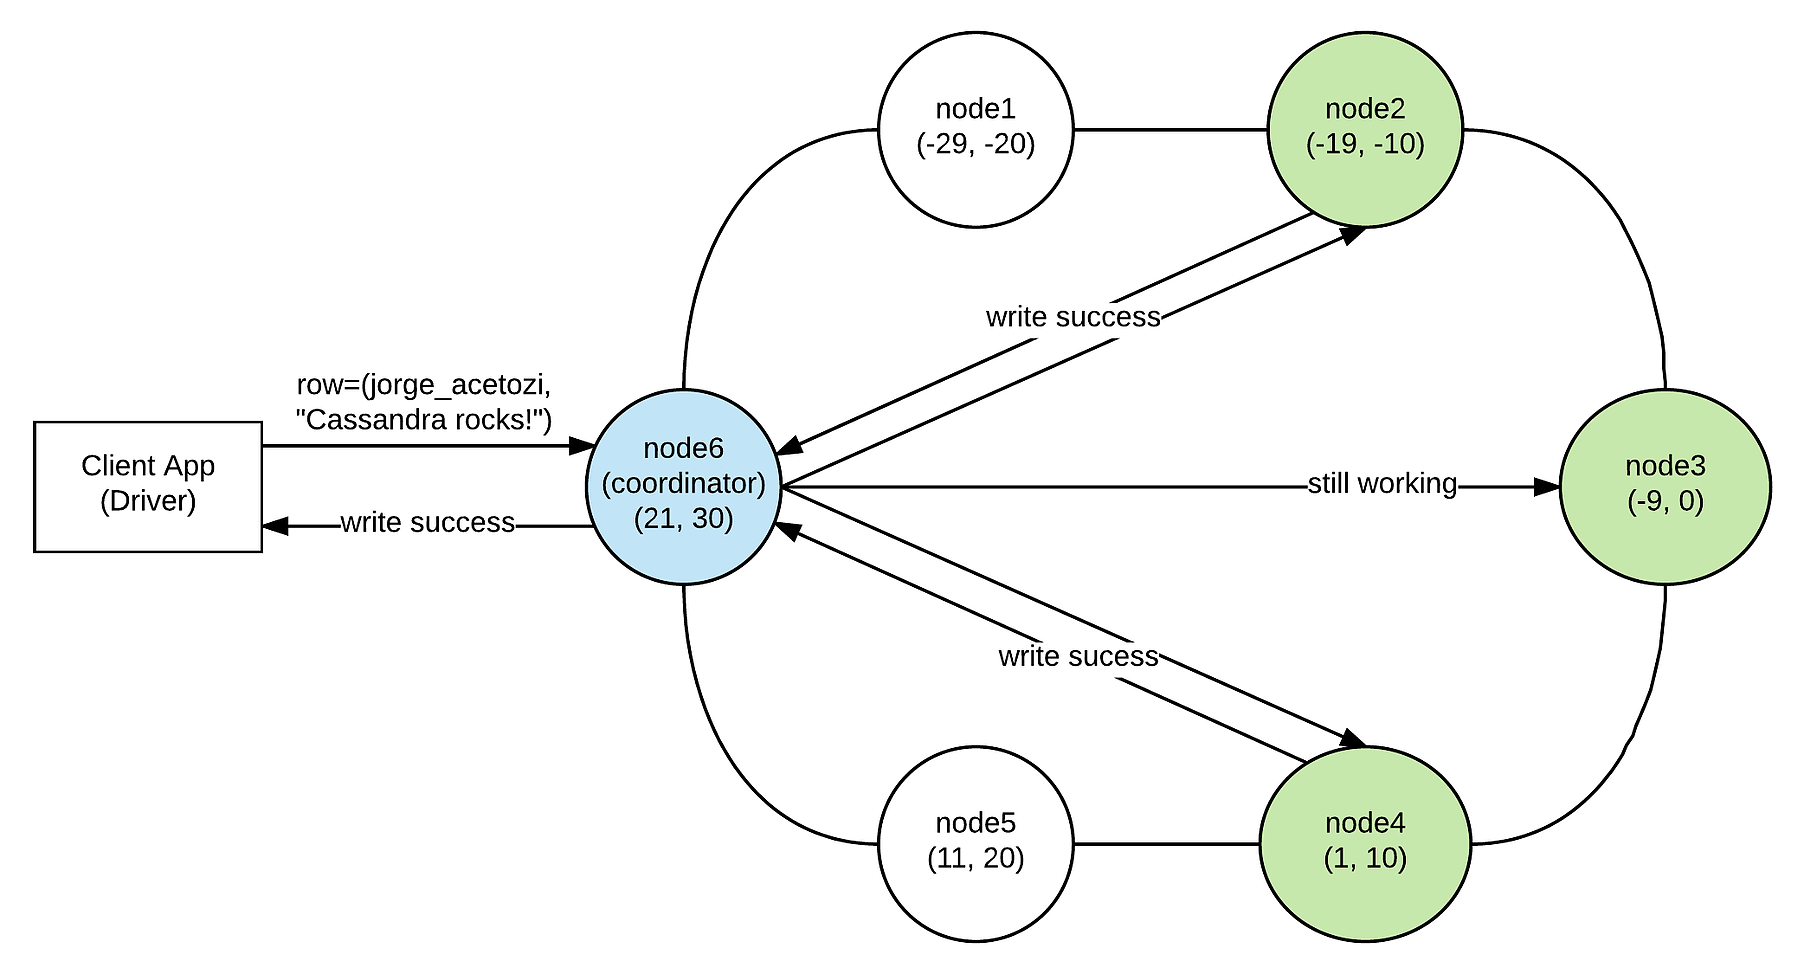 node1
(-29, -20)
node2
(-19, -10)
write success
row=(jorge_acetozi,
"Cassandra rocks!")
Client App
(Driver)
write success
node6
(coordinator)
(21, 30)
still working
node3
(-9, 0)
write sucess
node5
(11, 20)
node4
(1, 10)